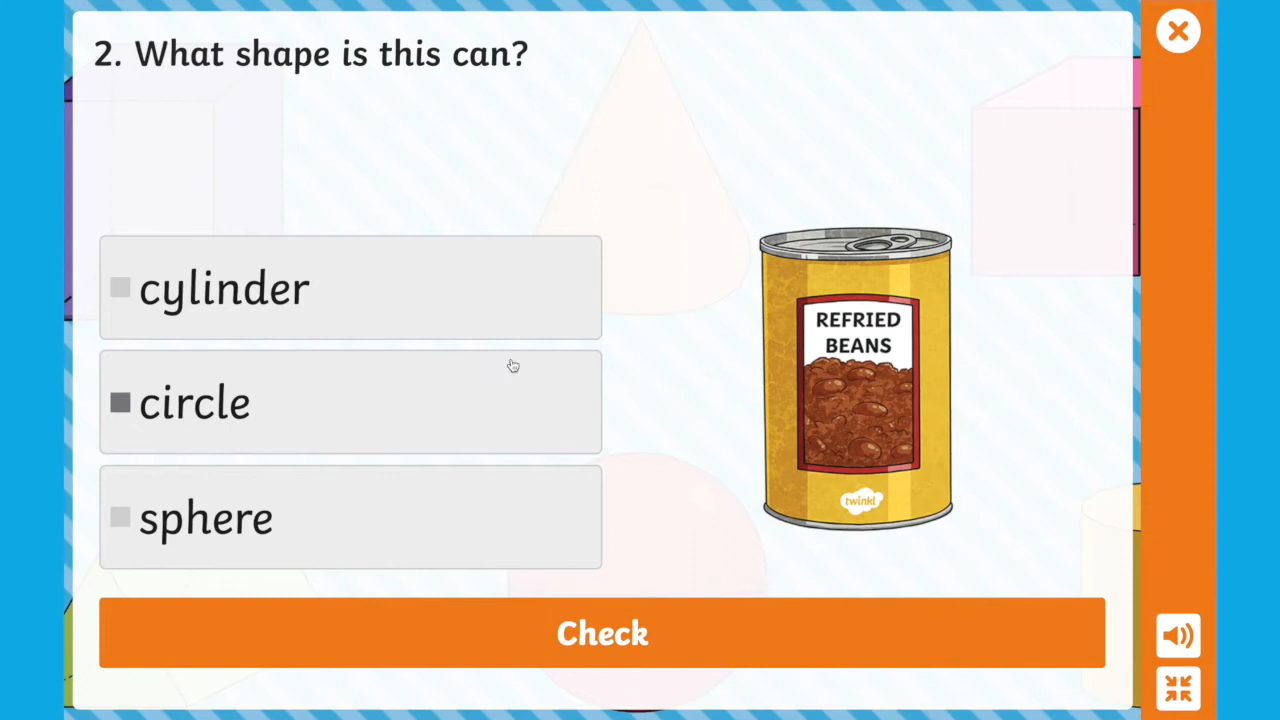 2. What shape is this can?
cylinder
circle
sphere
REFRIED
BEANS
twinkl
Check